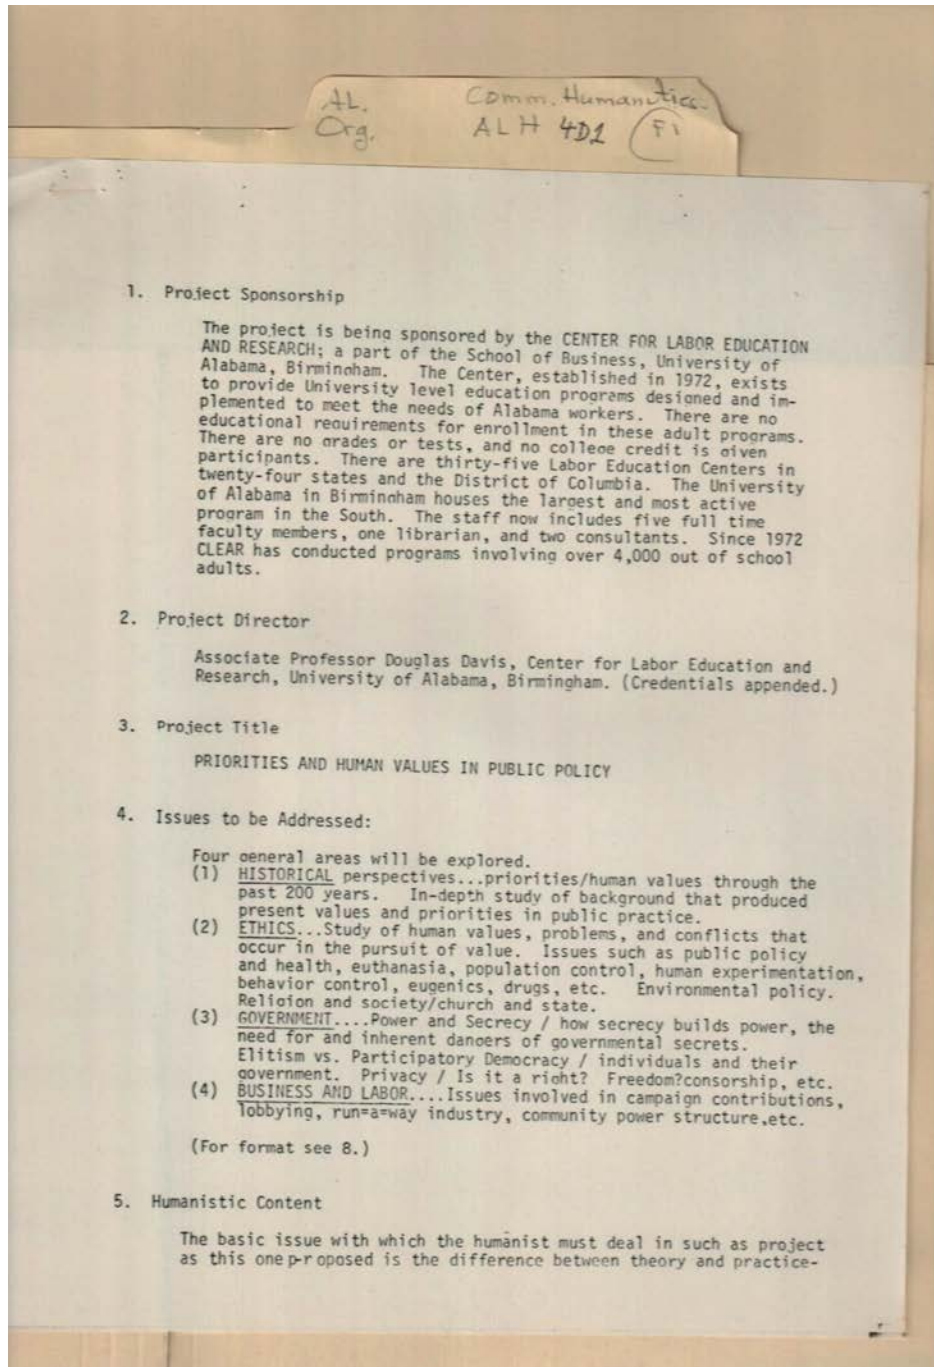 AL. Comm. Humanities.
Org. ALH 4D1 F1
1. Project Sponsorship
The project is being sponsored by the CENTER FOR LABOR EDUCATION
AND RESEARCH; a part of the School of Business, University of
Alabama, Birmingham. The Center, established in 1972, exists
to provide University level education programs designed and im-
plemented to meet the needs of Alabama workers. There are no
educational requirements for enrollment in these adult programs.
There are no grades or tests, and no college credit is given
participants. There are thirty-five Labor Education Centers in
twenty-four states and the District of Columbia. The University
of Alabama in Birmingham houses the largest and most active
program in the South. The staff now includes five full time
faculty members, one librarian, and two consultants. Since 1972
CLEAR has conducted programs involving over 4,000 out of school
adults.
2. Project Director
Associate Professor Douglas Davis, Center for Labor Education and
Research, University of Alabama, Birmingham. (Credentials appended.)
3. Project Title
PRIORITIES AND HUMAN VALUES IN PUBLIC POLICY
4. Issues to be Addressed:
Four general areas will be explored.
(1) HISTORICAL perspectives...priorities/human values through the
past 200 years. In-depth study of background that produced
present values and priorities in public practice.
(2) ETHICS...Study of human values, problems, and conflicts that
occur in the pursuit of value. Issues such as public policy
and health, euthanasia, population control, human experimentation,
behavior control, eugenics, drugs, etc. Environmental policy.
Religion and society/church and state.
(3) GOVERNMENT....Power and Secrecy / how secrecy builds power, the
need for and inherent dangers of governmental secrets.
Elitism vs. Participatory Democracy / individuals and their
government. Privacy / Is it a right? Freedom?consorship, etc.
(4) BUSINESS AND LABOR....Issues involved in campaign contributions,
lobbying, run=a=way industry, community power structure,etc.
(For format see 8.)
5. Humanistic Content
The basic issue with which the humanist must deal in such as project
as this one proposed is the difference between theory and practice-